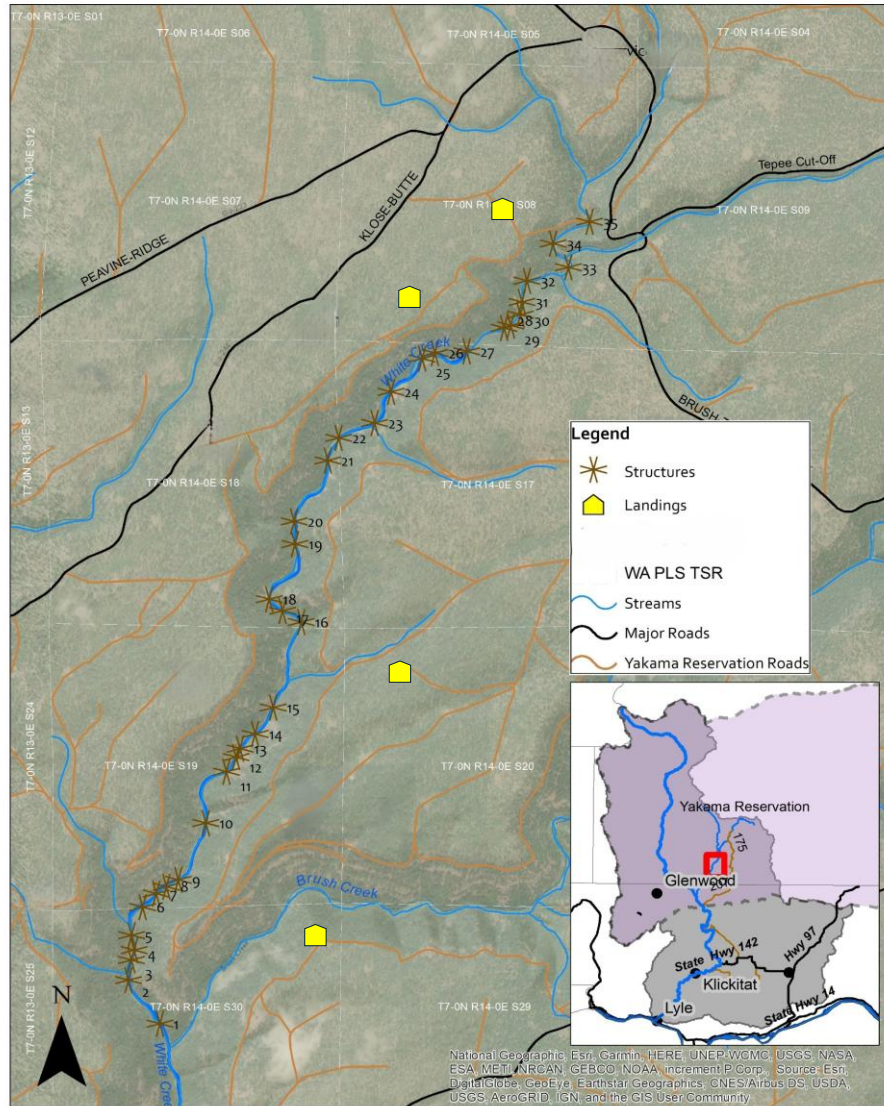 T7-0N R13-0E S01
T7-0N R14-0E S06
T7-0N R14-0E S05
T7-0N R14-0E S04
vic
T7-0N R13-0E S12
Tepee Cut-Off
T7-0N R14-0E S07
T7-0N R14-0E S08
T7-0N R14-0E S09
KLOSE-BUTTE
PEAVINE-RIDGE
35
34
33
32
31
30
28
29
White Creek
27
26
25
24
23
22
21
BRUSH
T7-0N R13-0E S13
T7-0N R14-0E S18
T7-0N R14-0E S17
20
19
18
17
16
15
14
13
12
11
10
T7-0N R13-0E S24
T7-0N R14-0E S19
T7-0N R14-0E S20
Brush Creek
9
8
7
6
5
4
3
2
1
T7-0N R13-0E S25
T7-0N R14-0E S30
T7-0N R14-0E S29
White Creek
N
Legend
Structures
Landings
WA PLS TSR
Streams
Major Roads
Yakama Reservation Roads
Yakama Reservation
175
Glenwood
State Hwy 142
Hwy 97
Klickitat
Lyle
State Hwy 14
National Geographic, Esri, Garmin, HERE, UNEP-WCMC, USGS, NASA,
ESA, METI, NRCAN, GEBCO, NOAA, increment P Corp., Source: Esri,
DigitalGlobe, GeoEye, Earthstar Geographics, CNES/Airbus DS, USDA,
USGS, AeroGRID, IGN, and the GIS User Community